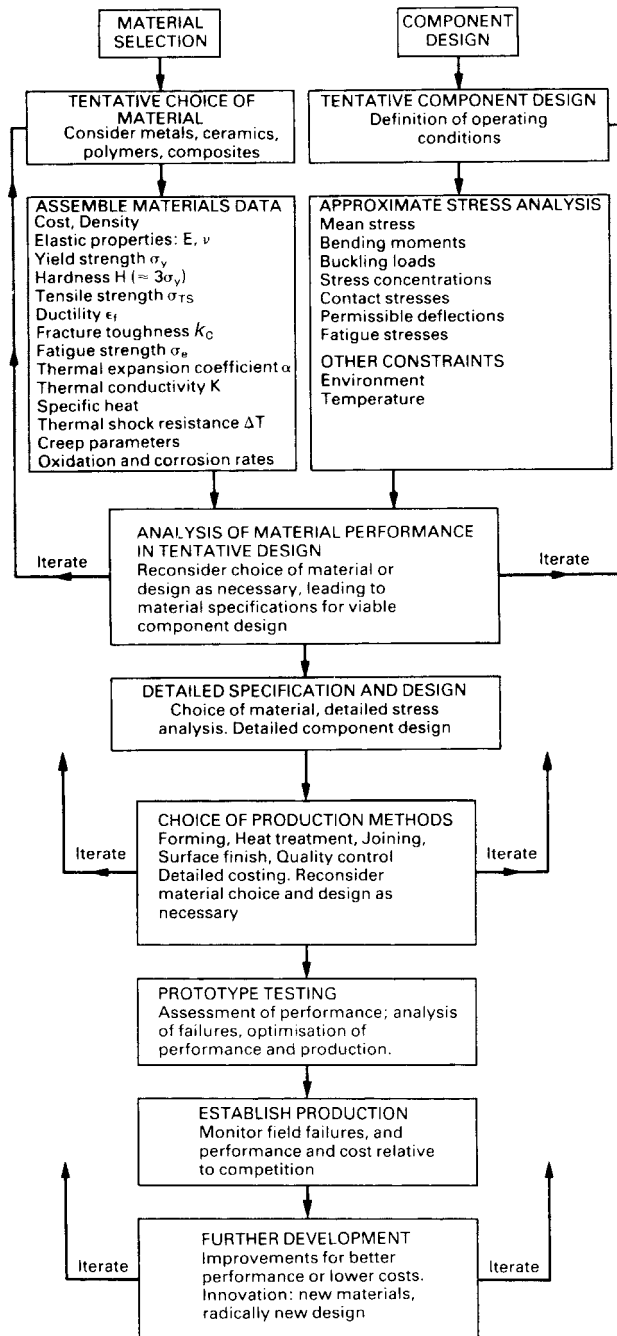 MATERIAL
SELECTION
COMPONENT
DESIGN
TENTATIVE CHOICE OF
MATERIAL
Consider metals, ceramics,
polymers, composites
TENTATIVE COMPONENT DESIGN
Definition of operating
conditions
ASSEMBLE MATERIALS DATA
Cost, Density
Elastic properties: E, ν
Yield strength σy
Hardness H (≈ 3σy)
Tensile strength σTS
Ductility εf
Fracture toughness kC
Fatigue strength σe
Thermal expansion coefficient α
Thermal conductivity K
Specific heat
Thermal shock resistance ΔT
Creep parameters
Oxidation and corrosion rates
APPROXIMATE STRESS ANALYSIS
Mean stress
Bending moments
Buckling loads
Stress concentrations
Contact stresses
Permissible deflections
Fatigue stresses
OTHER CONSTRAINTS
Environment
Temperature
Iterate
ANALYSIS OF MATERIAL PERFORMANCE
IN TENTATIVE DESIGN
Reconsider choice of material or
design as necessary, leading to
material specifications for viable
component design
Iterate
DETAILED SPECIFICATION AND DESIGN
Choice of material, detailed stress
analysis. Detailed component design
Iterate
CHOICE OF PRODUCTION METHODS
Forming, Heat treatment, Joining,
Surface finish, Quality control
Detailed costing. Reconsider
material choice and design as
necessary
Iterate
PROTOTYPE TESTING
Assessment of performance; analysis
of failures, optimisation of
performance and production.
ESTABLISH PRODUCTION
Monitor field failures, and
performance and cost relative
to competition
Iterate
FURTHER DEVELOPMENT
Improvements for better
performance or lower costs.
Innovation: new materials,
radically new design
Iterate